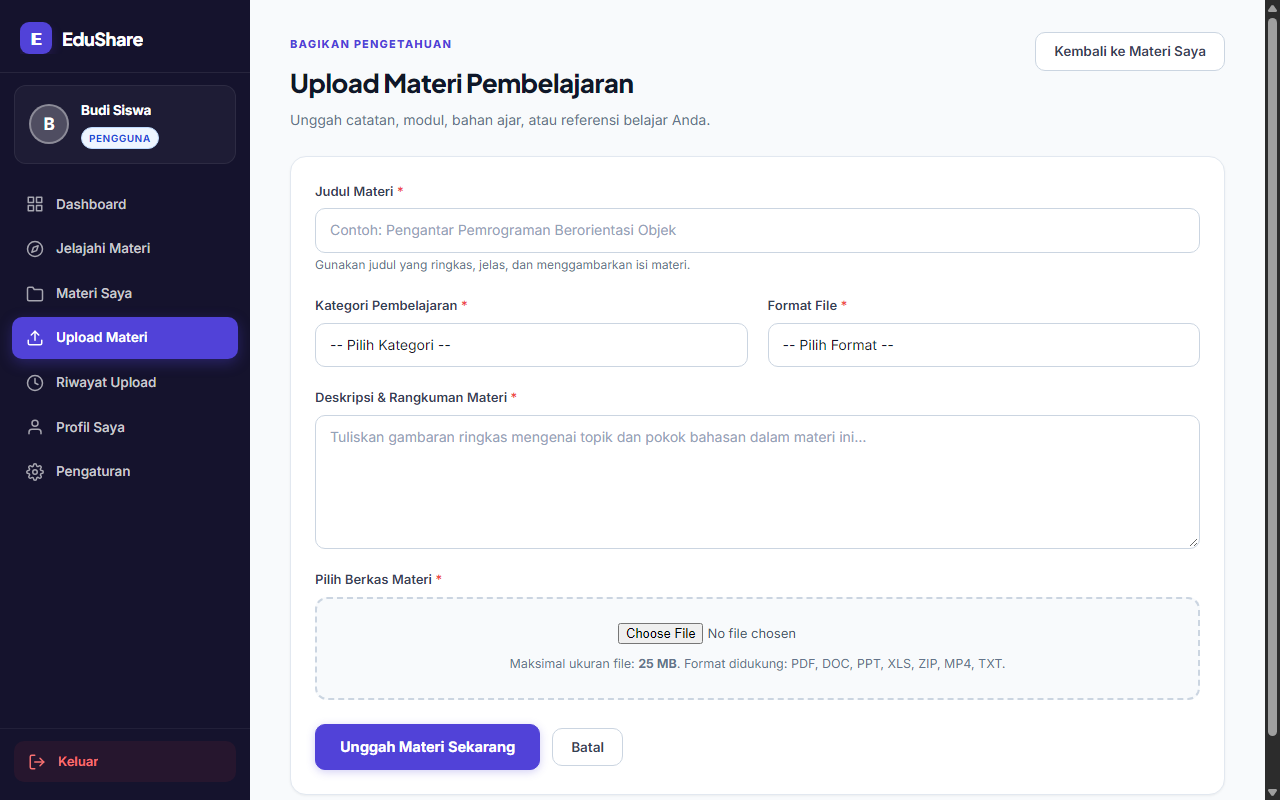 E EduShare
B
Budi Siswa
PENGGUNA
Dashboard
Jelajahi Materi
Materi Saya
Upload Materi
Riwayat Upload
Profil Saya
Pengaturan
Keluar
BAGIKAN PENGETAHUAN
Upload Materi Pembelajaran
Unggah catatan, modul, bahan ajar, atau referensi belajar Anda.
Kembali ke Materi Saya
Judul Materi *
Contoh: Pengantar Pemrograman Berorientasi Objek
Gunakan judul yang ringkas, jelas, dan menggambarkan isi materi.
Kategori Pembelajaran *
-- Pilih Kategori --
Format File *
-- Pilih Format --
Deskripsi & Rangkuman Materi *
Tuliskan gambaran ringkas mengenai topik dan pokok bahasan dalam materi ini...
Pilih Berkas Materi *
Choose File No file chosen
Maksimal ukuran file: 25 MB. Format didukung: PDF, DOC, PPT, XLS, ZIP, MP4, TXT.
Unggah Materi Sekarang
Batal